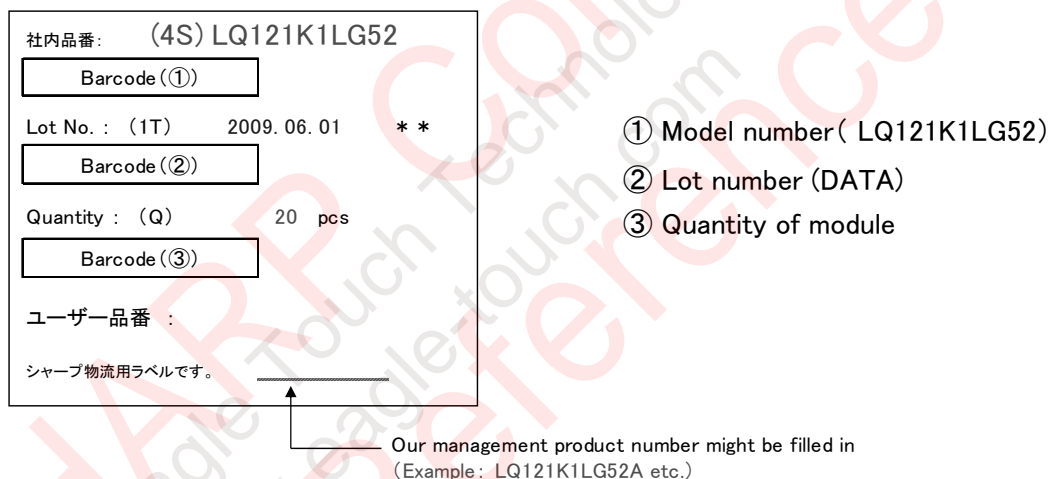 社内品番: (4S) LQ121K1LG52
Barcode(①)
Lot No. : (1T) 2009. 06. 01 **
Barcode(②)
Quantity : (Q) 20 pcs
Barcode(③)
ユーザー品番 :
シャープ物流用ラベルです。
① Model number( LQ121K1LG52)
② Lot number (DATA)
③ Quantity of module
Our management product number might be filled in
(Example: LQ121K1LG52A etc.)